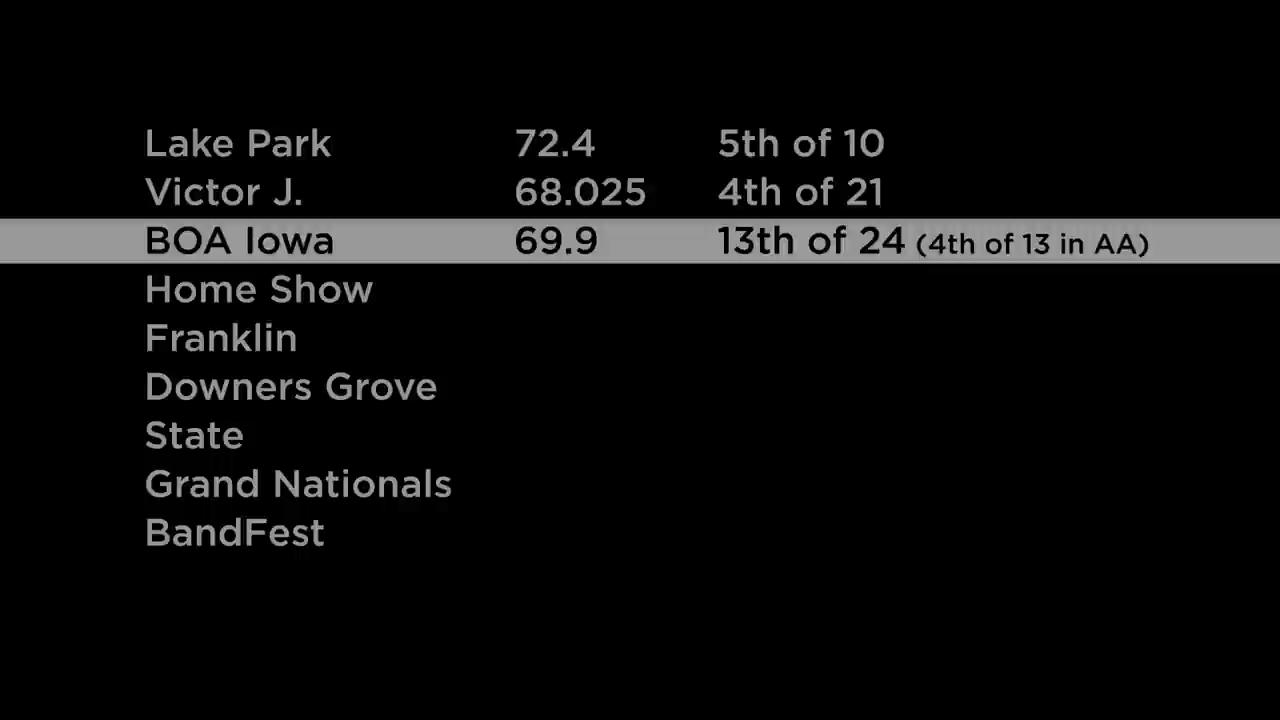 Lake Park 72.4 5th of 10
Victor J. 68.025 4th of 21
BOA Iowa 69.9 13th of 24 (4th of 13 in AA)
Home Show
Franklin
Downers Grove
State
Grand Nationals
BandFest